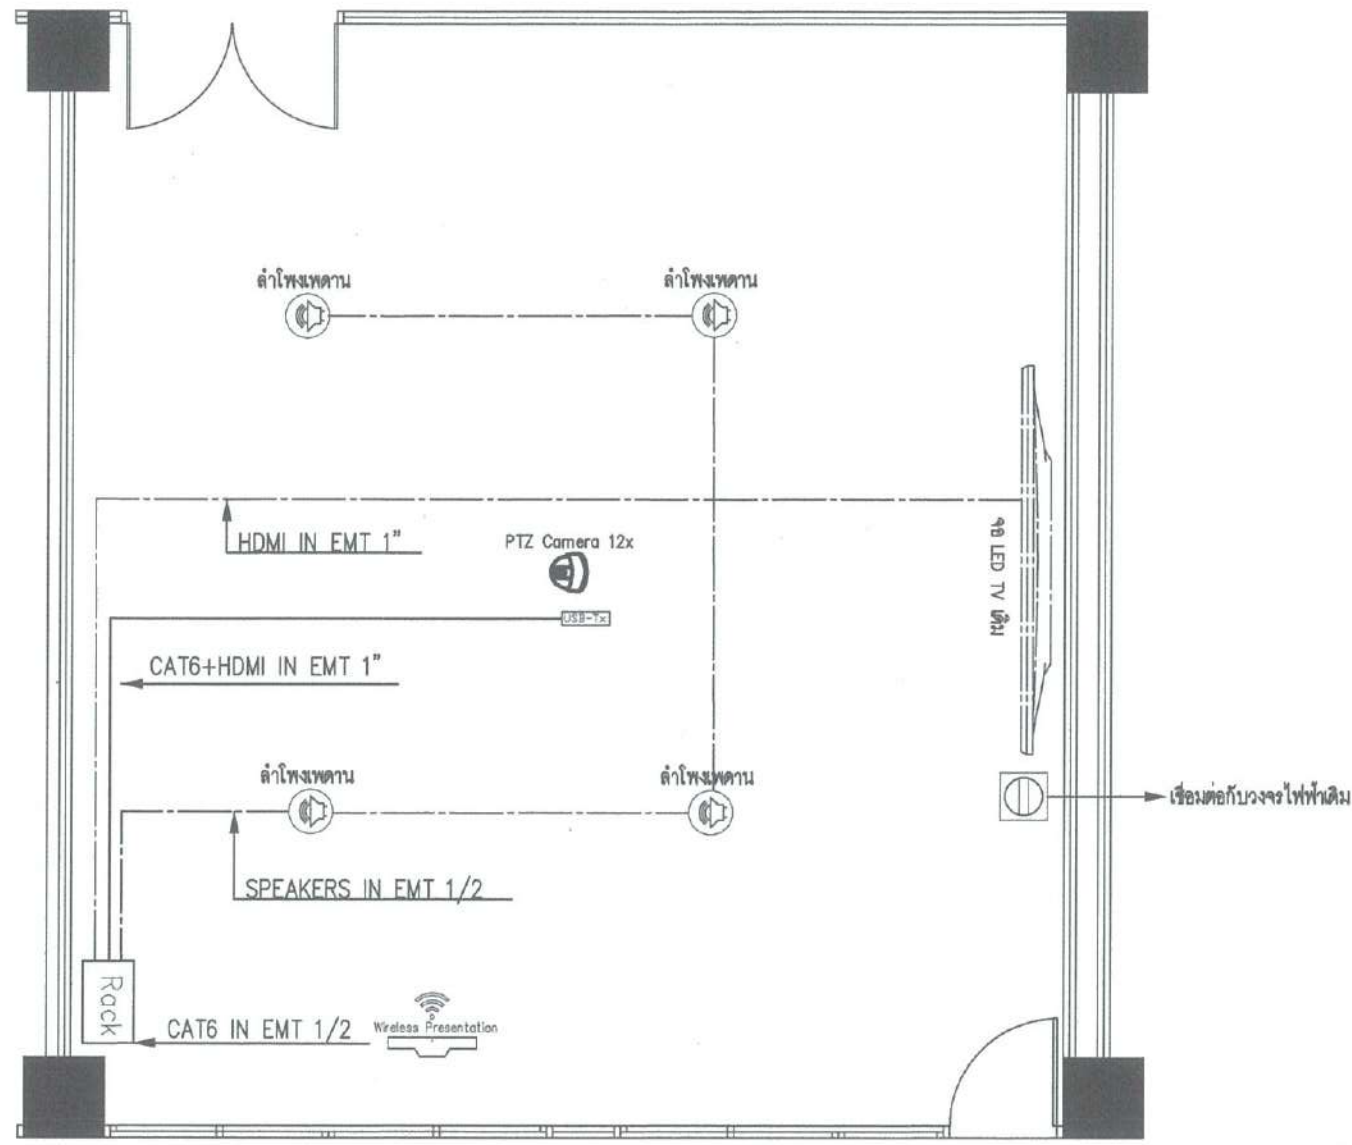 ลำโพงเพดาน
ลำโพงเพดาน
HDMI IN EMT 1"
PTZ Camera 12x
USB-Tx
จอ LED TV เดิม
CAT6+HDMI IN EMT 1"
ลำโพงเพดาน
ลำโพงเพดาน
เชื่อมต่อกับวงจรไฟฟ้าเดิม
SPEAKERS IN EMT 1/2
Rack
CAT6 IN EMT 1/2
Wireless Presentation